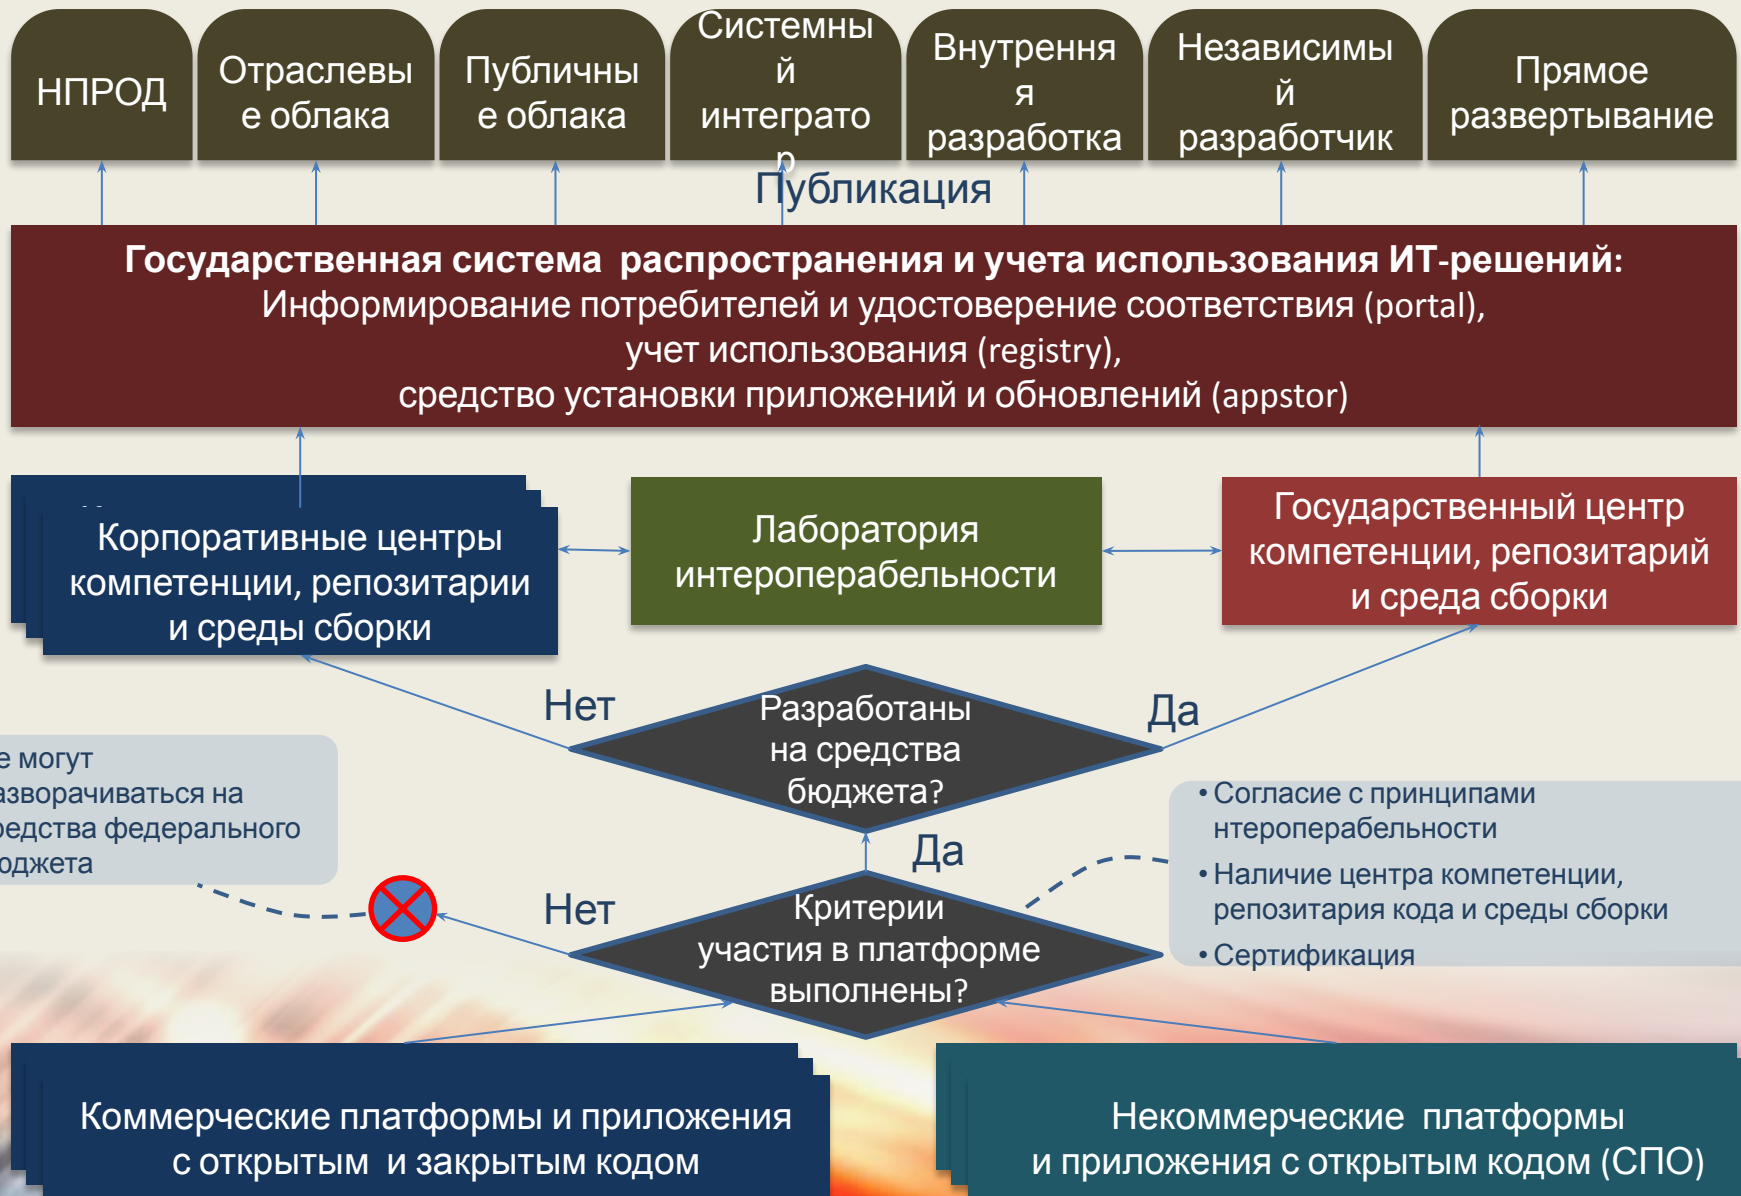 НПРОД
Отраслевы
е облака
Публичны
е облака
Системны
й
интеграто
р
Внутрення
я
разработка
Независимы
й
разработчик
Прямое
развертывание
Публикация
Государственная система распространения и учета использования ИТ-решений:
Информирование потребителей и удостоверение соответствия (portal),
учет использования (registry),
средство установки приложений и обновлений (appstor)
Корпоративные центры
компетенции, репозитарии
и среды сборки
Лаборатория
интероперабельности
Государственный центр
компетенции, репозитарий
и среда сборки
Нет
Разработаны
на средства
бюджета?
Да
е могут
азворачиваться на
редства федерального
юджета
Да
• Согласие с принципами
нтероперабельности
• Наличие центра компетенции,
репозитария кода и среды сборки
• Сертификация
Нет
Критерии
участия в платформе
выполнены?
Коммерческие платформы и приложения
с открытым и закрытым кодом
Некоммерческие платформы
и приложения с открытым кодом (СПО)